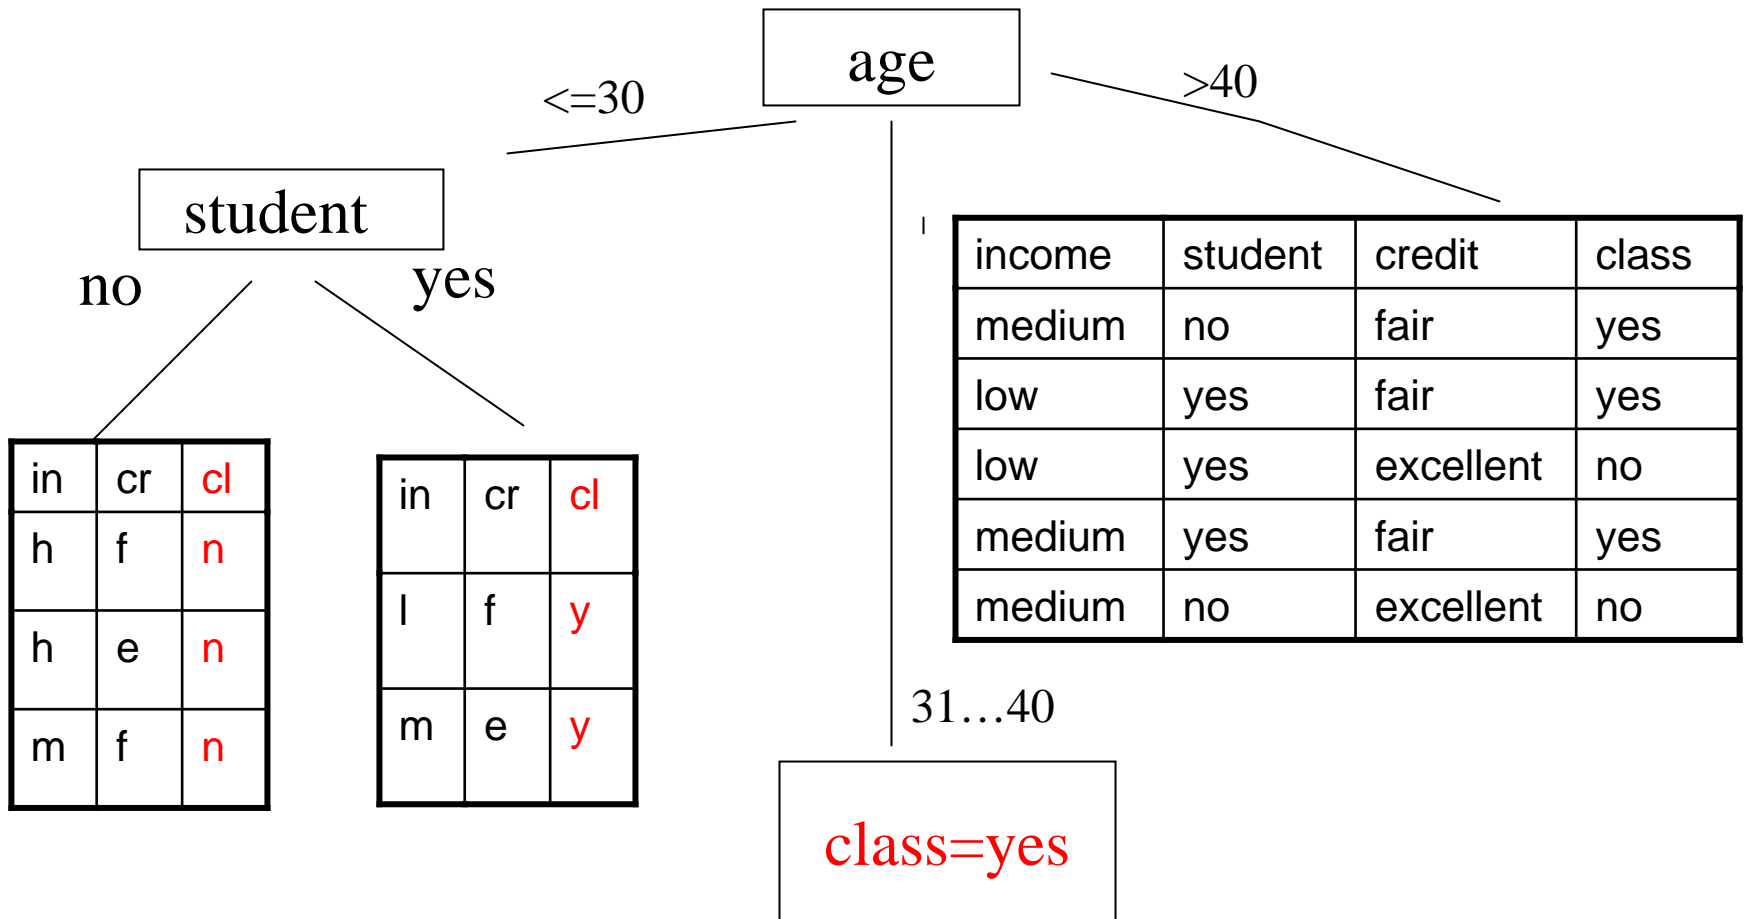 age
<=30
>40
student
no
yes
income student credit class
medium no fair yes
low yes fair yes
low yes excellent no
medium yes fair yes
medium no excellent no
in cr cl
h f n
h e n
m f n
in cr cl
l f y
m e y
31…40
class=yes